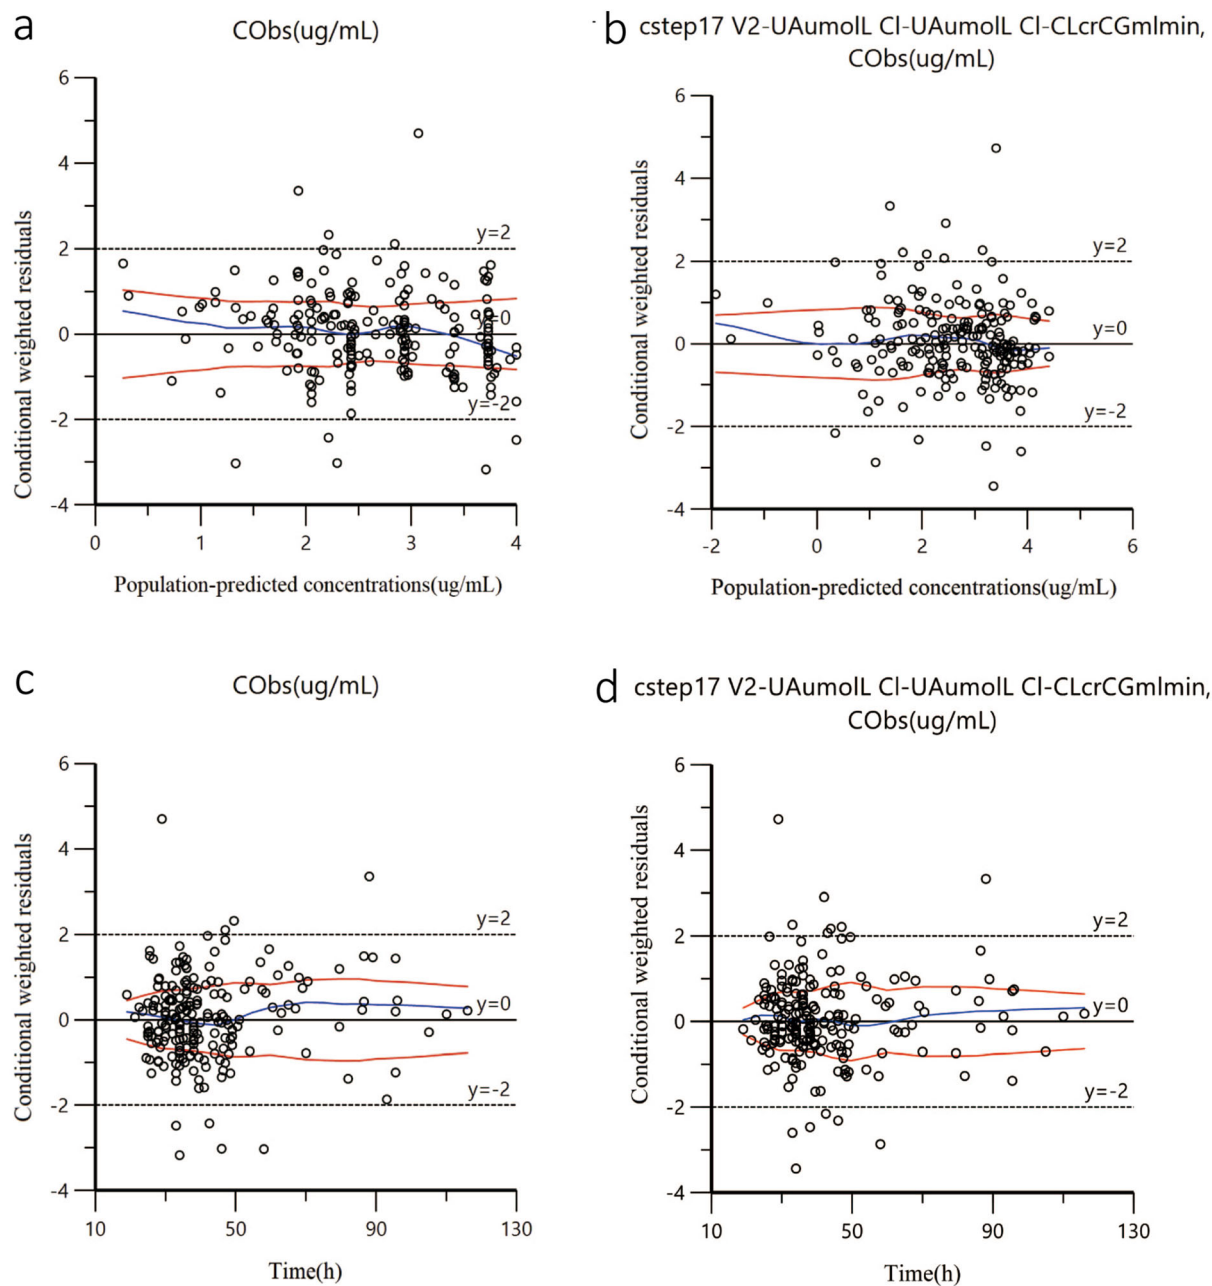 a
CObs(ug/mL)
6
4
2
0
-2
-4
y=2
y=0
y=-2
Conditional weighted residuals
0
1
2
3
4
Population-predicted concentrations(ug/mL)
b
cstep17 V2-UAumolL Cl-UAumolL Cl-CLcrCGmlmin,
CObs(ug/mL)
6
4
2
0
-2
-4
y=2
y=0
y=-2
Conditional weighted residuals
-2
0
2
4
6
Population-predicted concentrations(ug/mL)
c
CObs(ug/mL)
6
4
2
0
-2
-4
y=2
y=0
y=-2
Conditional weighted residuals
10
50
90
130
Time(h)
d
cstep17 V2-UAumolL Cl-UAumolL Cl-CLcrCGmlmin,
CObs(ug/mL)
6
4
2
0
-2
-4
y=2
y=0
y=-2
Conditional weighted residuals
10
50
90
130
Time(h)